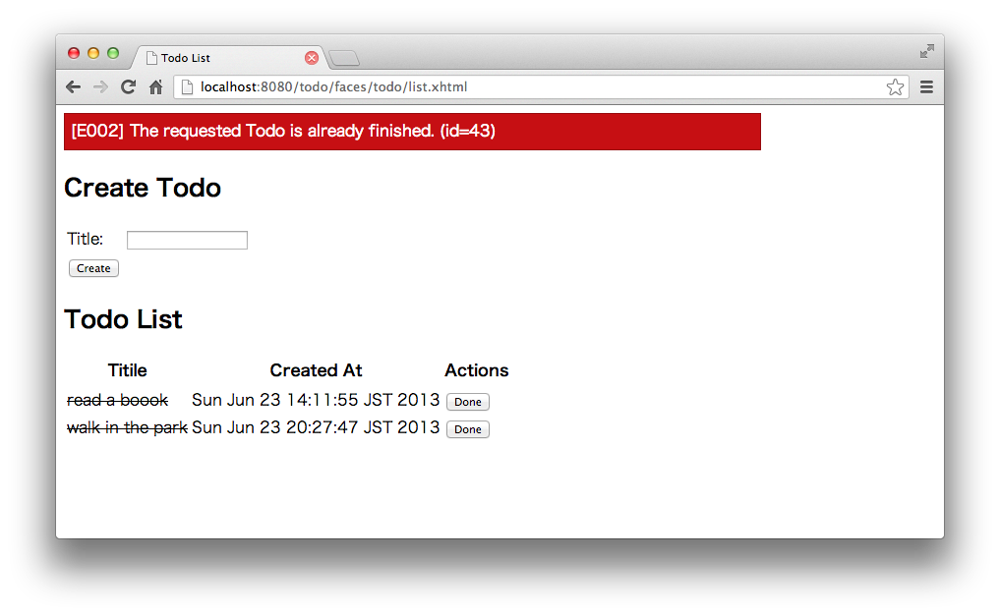 Todo List
localhost:8080/todo/faces/todo/list.xhtml
[E002] The requested Todo is already finished. (id=43)
Create Todo
Title:
Create
Todo List
Titile Created At Actions
read a boook Sun Jun 23 14:11:55 JST 2013 Done
walk in the park Sun Jun 23 20:27:47 JST 2013 Done